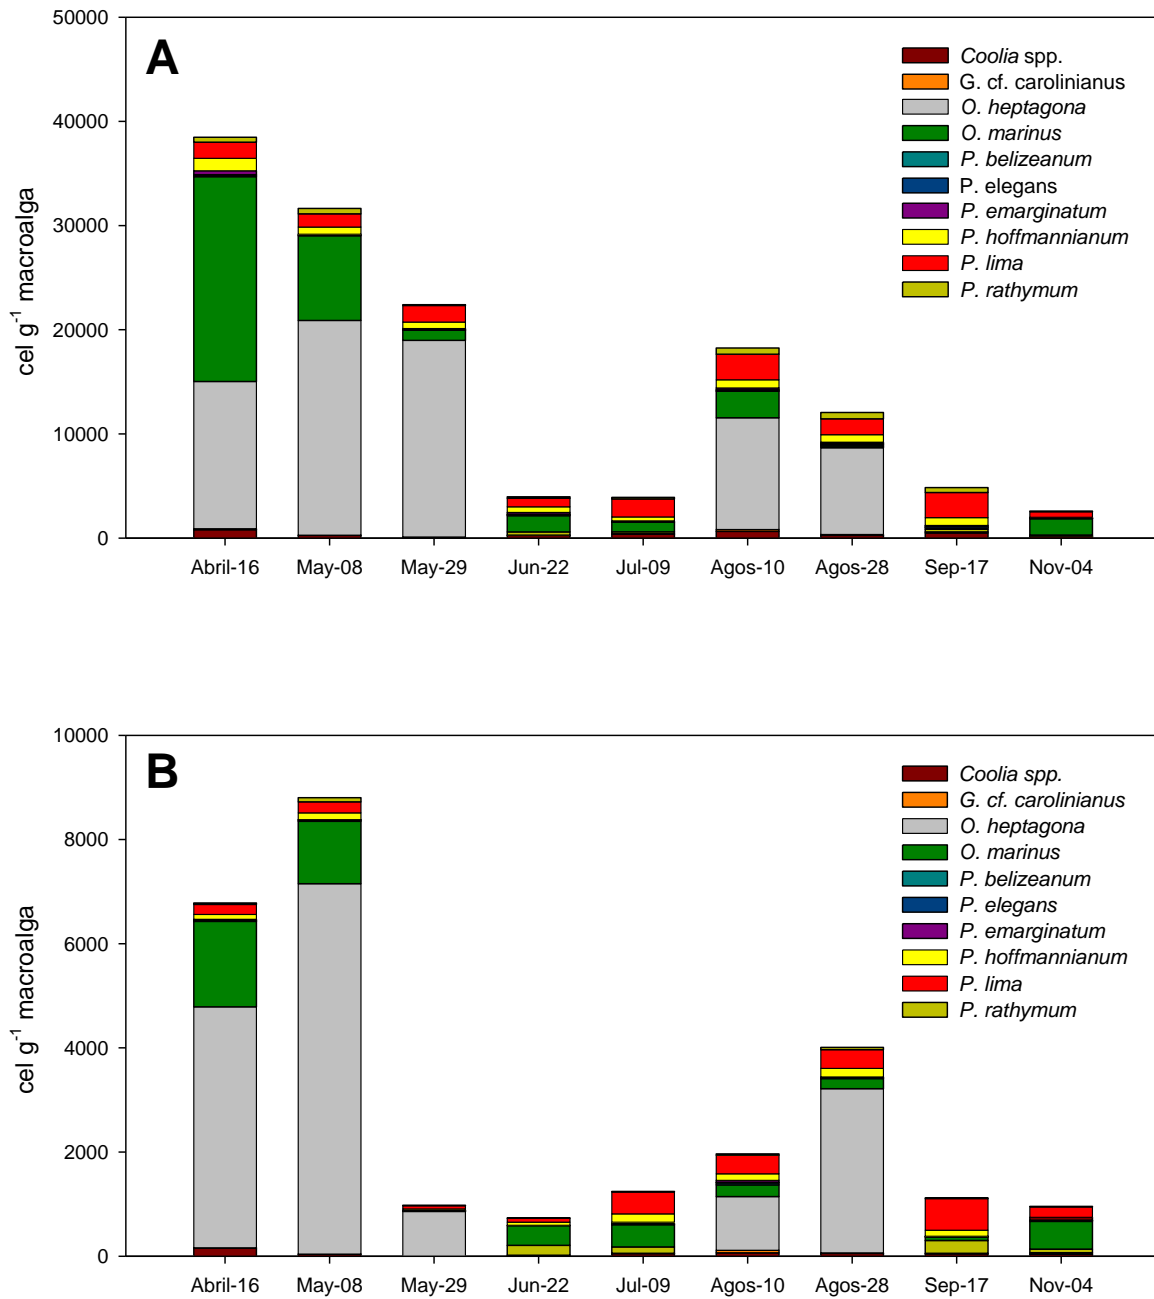 50000
A
40000
30000
20000
10000
0
cel g⁻¹ macroalga
Coolia spp.
G. cf. carolinianus
O. heptagona
O. marinus
P. belizeanum
P. elegans
P. emarginatum
P. hoffmannianum
P. lima
P. rathymum
Abril-16 May-08 May-29 Jun-22 Jul-09 Agos-10 Agos-28 Sep-17 Nov-04
10000
B
8000
6000
4000
2000
0
cel g⁻¹ macroalga
Coolia spp.
G. cf. carolinianus
O. heptagona
O. marinus
P. belizeanum
P. elegans
P. emarginatum
P. hoffmannianum
P. lima
P. rathymum
Abril-16 May-08 May-29 Jun-22 Jul-09 Agos-10 Agos-28 Sep-17 Nov-04